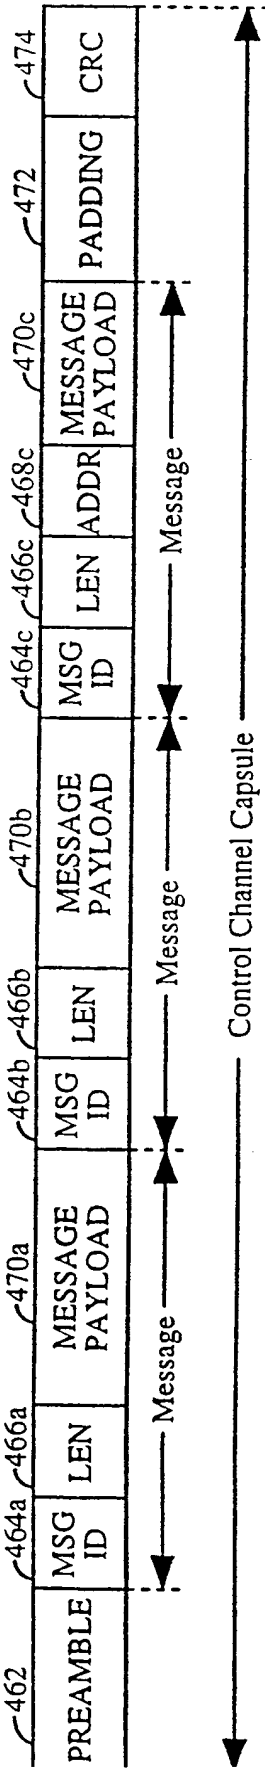 462 464a 466a 470a 464b 466b 470b 464c 466c 468c 470c 472 474
PREAMBLE
MSG
ID
LEN
MESSAGE
PAYLOAD
MSG
ID
LEN
MESSAGE
PAYLOAD
MSG
ID
LEN
ADDR
MESSAGE
PAYLOAD
PADDING
CRC
Message
Message
Message
Control Channel Capsule